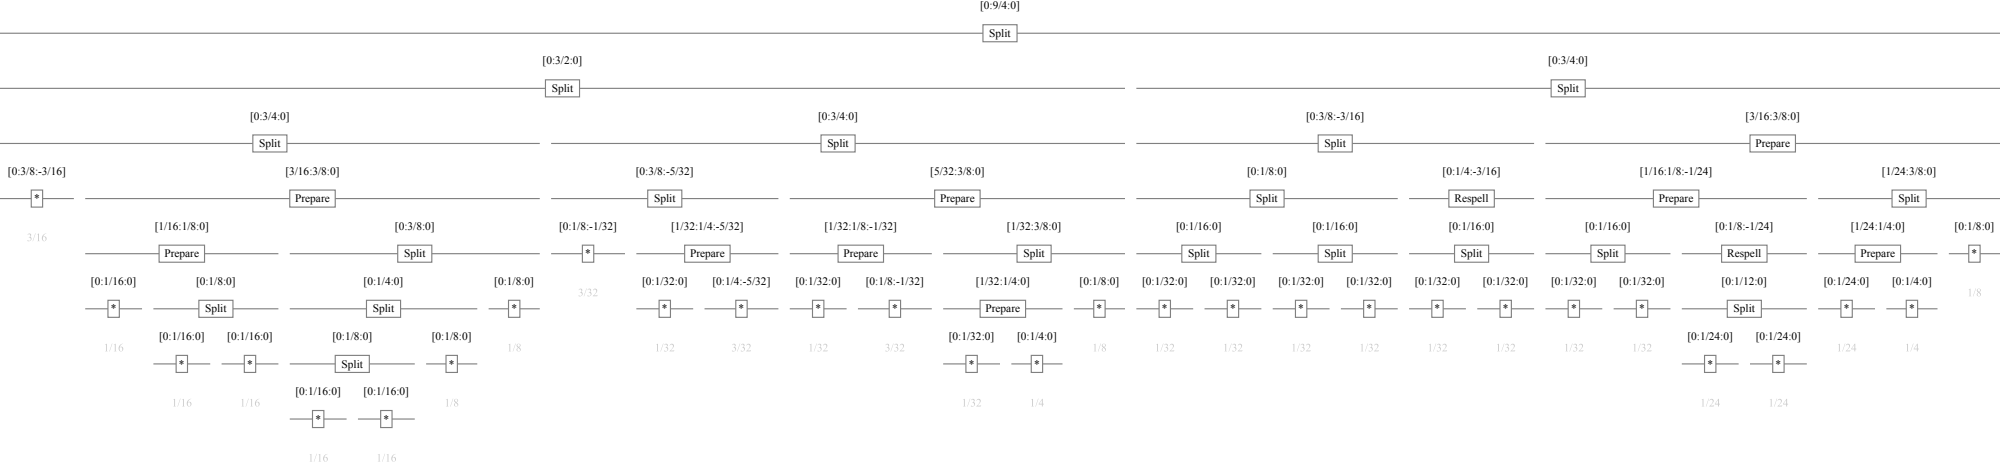 [0:9/4:0]
Split
[0:3/2:0] [0:3/4:0]
Split Split
[0:3/4:0] [0:3/4:0] [0:3/8:-3/16] [3/16:3/8:0]
Split Split Split Prepare
[0:3/8:-3/16] [3/16:3/8:0] [0:3/8:-5/32] [5/32:3/8:0] [0:1/8:0] [0:1/4:-3/16] [1/16:1/8:-1/24] [1/24:3/8:0]
* Prepare Split Prepare Split Respell Prepare Split
[1/16:1/8:0] [0:3/8:0] [0:1/8:-1/32] [1/32:1/4:-5/32] [1/32:1/8:-1/32] [1/32:3/8:0] [0:1/16:0] [0:1/16:0] [0:1/16:0] [0:1/16:0] [0:1/8:-1/24] [1/24:1/4:0] [0:1/8:0]
3/16 Prepare Split * Prepare Prepare Split Split Split Split Split Respell Prepare *
[0:1/16:0] [0:1/8:0] [0:1/4:0] [0:1/8:0] 3/32 [0:1/32:0] [0:1/4:-5/32] [0:1/32:0] [0:1/8:-1/32] [1/32:1/4:0] [0:1/8:0] [0:1/32:0] [0:1/32:0] [0:1/32:0] [0:1/32:0] [0:1/32:0] [0:1/32:0] [0:1/32:0] [0:1/32:0] [0:1/12:0] [0:1/24:0] [0:1/4:0] 1/8
* Split Split * * * * * Prepare * * * * * * * * * Split * *
[0:1/16:0] [0:1/16:0] [0:1/8:0] [0:1/8:0] [0:1/32:0] [0:1/4:0] [0:1/24:0] [0:1/24:0]
1/16 1/8 1/32 3/32 1/32 3/32 1/8 1/32 1/32 1/32 1/32 1/32 1/32 1/32 1/32 1/24 1/4
* * Split * * * * *
[0:1/16:0] [0:1/16:0]
1/16 1/16 1/8 1/32 1/4 1/24 1/24
* *
1/16 1/16